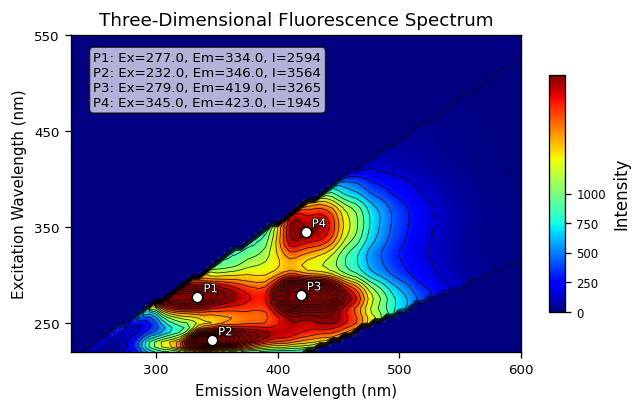 Three-Dimensional Fluorescence Spectrum
550
450
350
250
Excitation Wavelength (nm)
P1: Ex=277.0, Em=334.0, I=2594
P2: Ex=232.0, Em=346.0, I=3564
P3: Ex=279.0, Em=419.0, I=3265
P4: Ex=345.0, Em=423.0, I=1945
P4
P1
P3
P2
300
400
500
600
Emission Wavelength (nm)
1000
750
500
250
0
Intensity